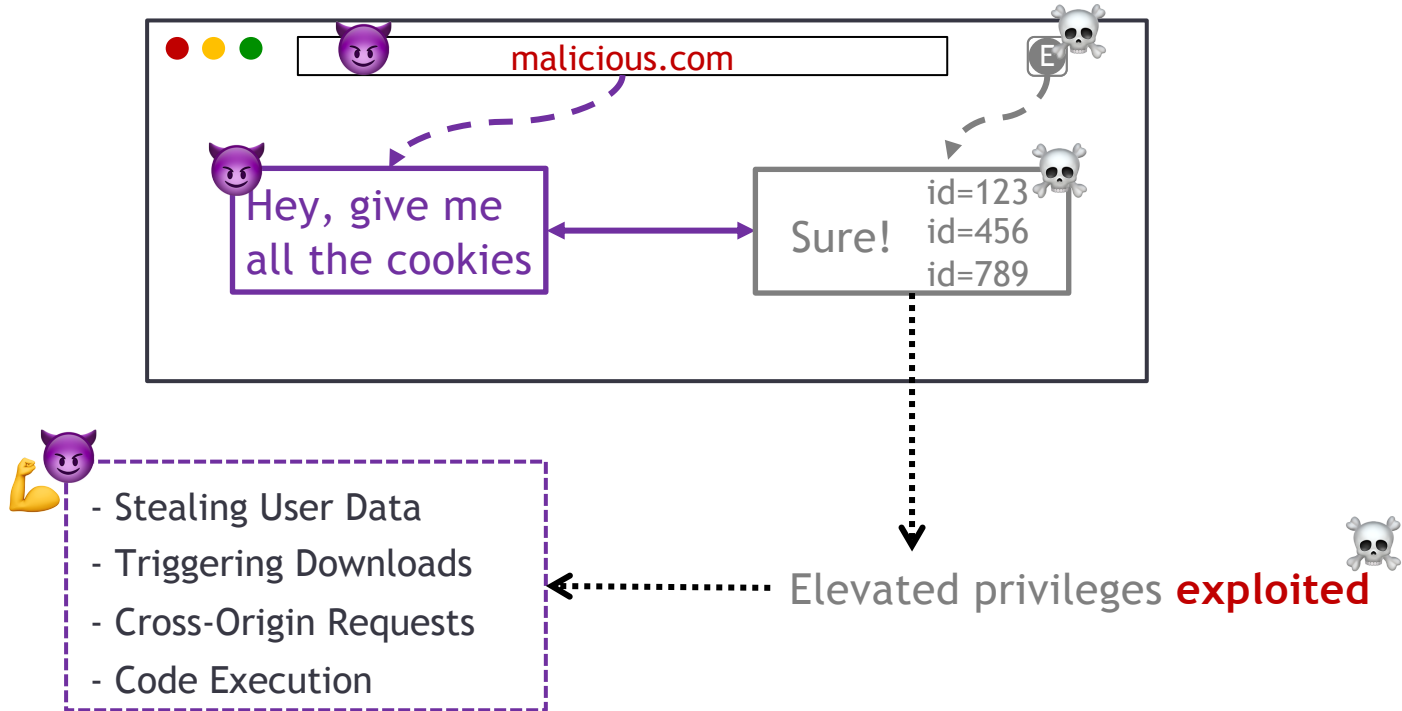 malicious.com
E
Hey, give me
all the cookies
Sure!
id=123
id=456
id=789
- Stealing User Data
- Triggering Downloads
- Cross-Origin Requests
- Code Execution
Elevated privileges exploited